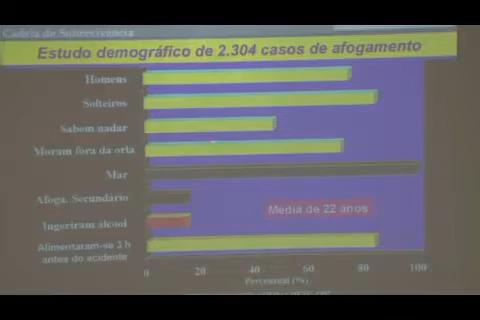 Cadeia de Sobrevivência
Estudo demográfico de 2.304 casos de afogamento
Homens
Solteiros
Sabem nadar
Moram fora da orla
Mar
Afoga. Secundário
Ingeriram álcool
Alimentaram-se 3 h
antes do acidente
Media de 22 anos
0 20 40 60 80 100
Percentual (%)